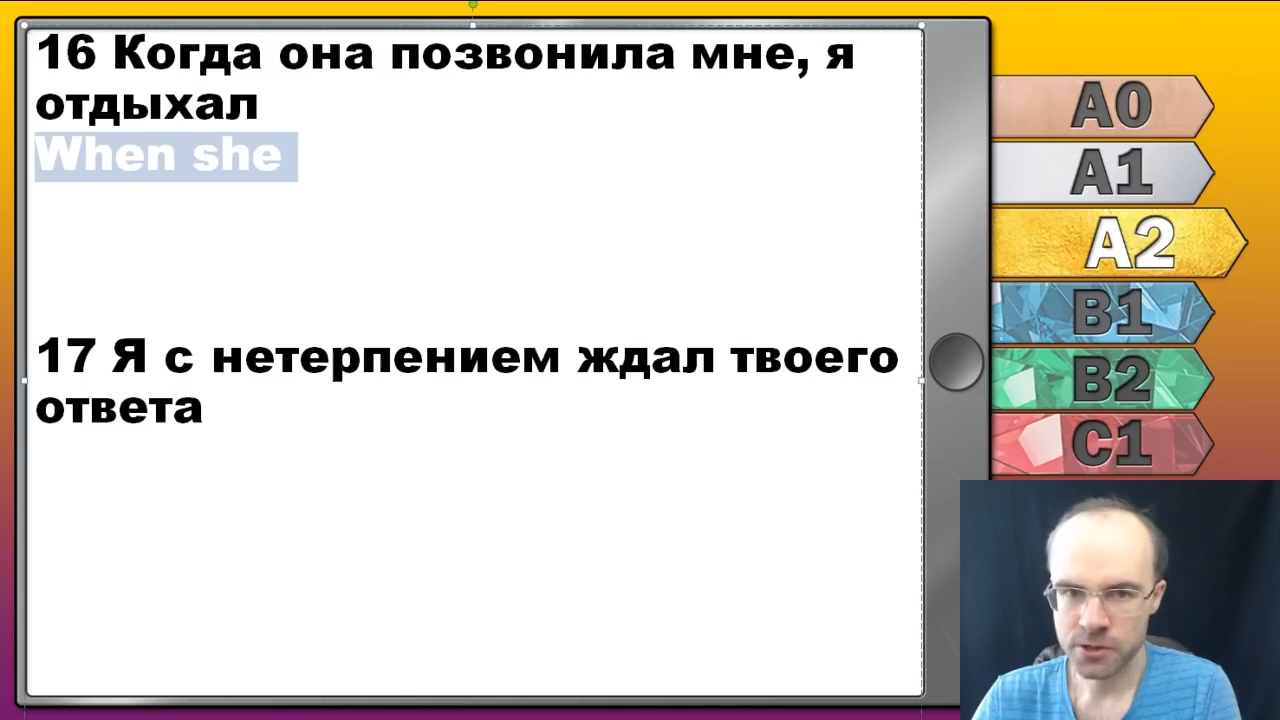 16 Когда она позвонила мне, я
отдыхал
When she
17 Я с нетерпением ждал твоего
ответа
A0
A1
A2
B1
B2
C1